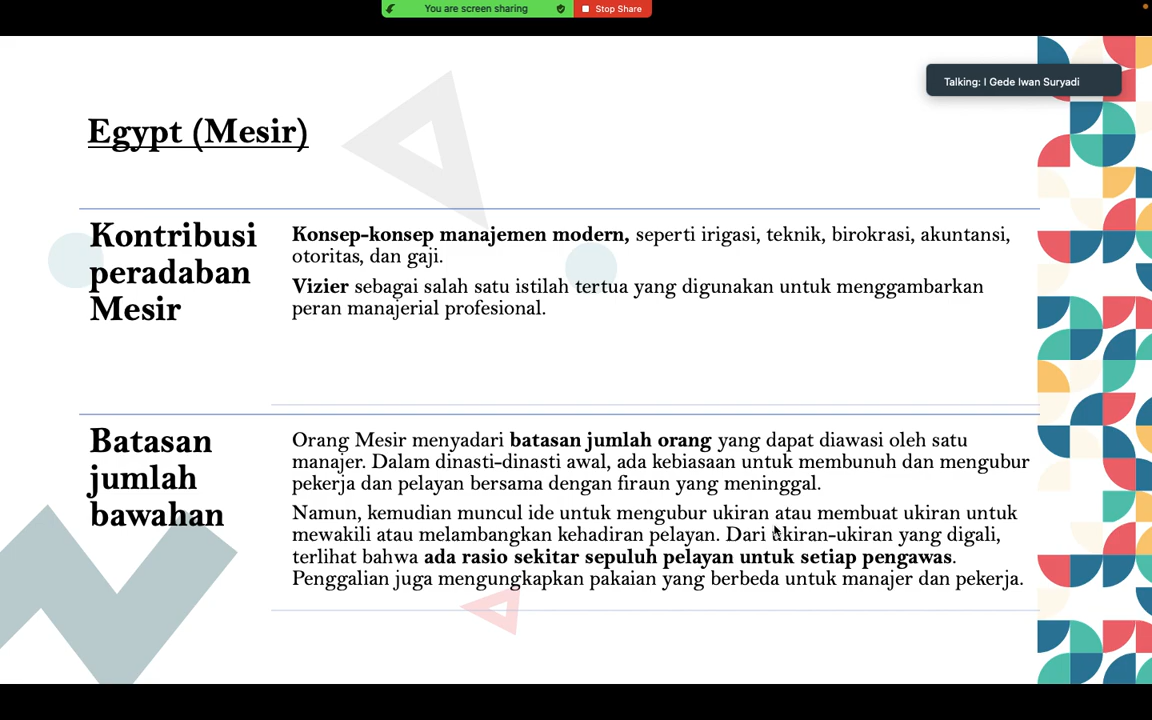 You are screen sharing
Stop Share
Talking: I Gede Iwan Suryadi
Egypt (Mesir)
Kontribusi
peradaban
Mesir
Konsep-konsep manajemen modern, seperti irigasi, teknik, birokrasi, akuntansi,
otoritas, dan gaji.
Vizier sebagai salah satu istilah tertua yang digunakan untuk menggambarkan
peran manajerial profesional.
Batasan
jumlah
bawahan
Orang Mesir menyadari batasan jumlah orang yang dapat diawasi oleh satu
manajer. Dalam dinasti-dinasti awal, ada kebiasaan untuk membunuh dan mengubur
pekerja dan pelayan bersama dengan firaun yang meninggal.
Namun, kemudian muncul ide untuk mengubur ukiran atau membuat ukiran untuk
mewakili atau melambangkan kehadiran pelayan. Dari ukiran-ukiran yang digali,
terlihat bahwa ada rasio sekitar sepuluh pelayan untuk setiap pengawas.
Penggalian juga mengungkapkan pakaian yang berbeda untuk manajer dan pekerja.